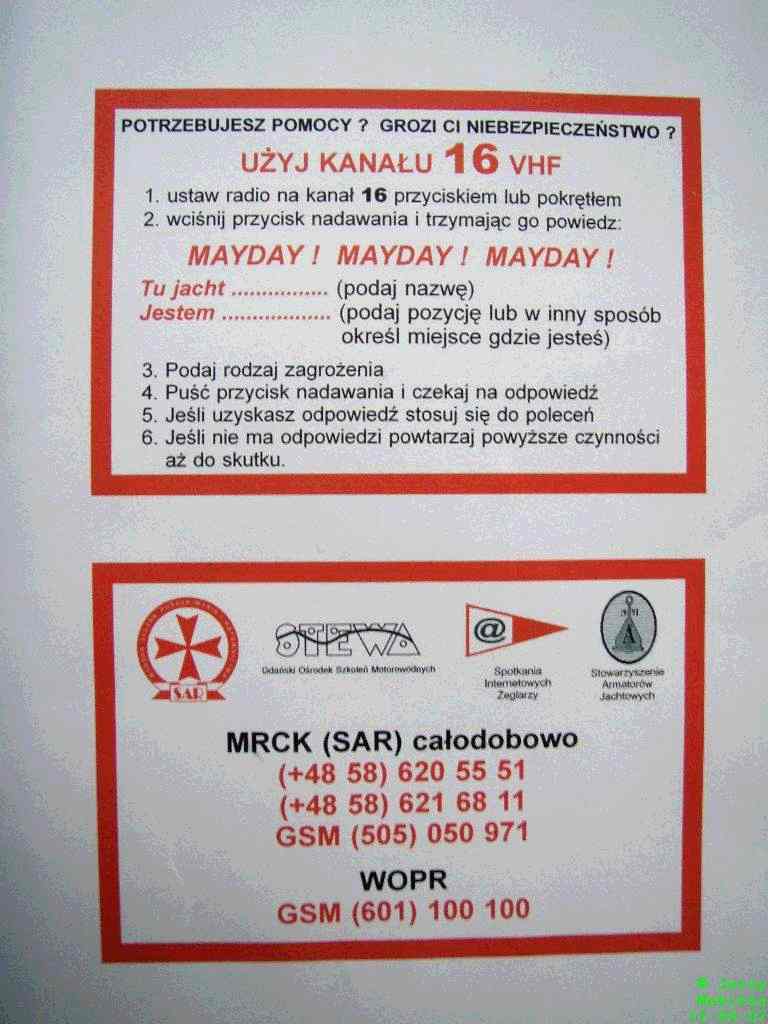 POTRZEBUJESZ POMOCY ? GROZI CI NIEBEZPIECZEŃSTWO ?
UŻYJ KANAŁU 16 VHF
1. ustaw radio na kanał 16 przyciskiem lub pokrętłem
2. wciśnij przycisk nadawania i trzymając go powiedz:
MAYDAY ! MAYDAY ! MAYDAY !
Tu jacht ................ (podaj nazwę)
Jestem .................. (podaj pozycję lub w inny sposób
określ miejsce gdzie jesteś)
3. Podaj rodzaj zagrożenia
4. Puść przycisk nadawania i czekaj na odpowiedź
5. Jeśli uzyskasz odpowiedź stosuj się do poleceń
6. Jeśli nie ma odpowiedzi powtarzaj powyższe czynności
aż do skutku.
SAR
STEWA
Gdański Ośrodek Szkoleń Motorowodnych
@
Spotkania
Internetowych
Żeglarzy
A
Stowarzyszenie
Armatorów
Jachtowych
MRCK (SAR) całodobowo
(+48 58) 620 55 51
(+48 58) 621 68 11
GSM (505) 050 971
WOPR
GSM (601) 100 100